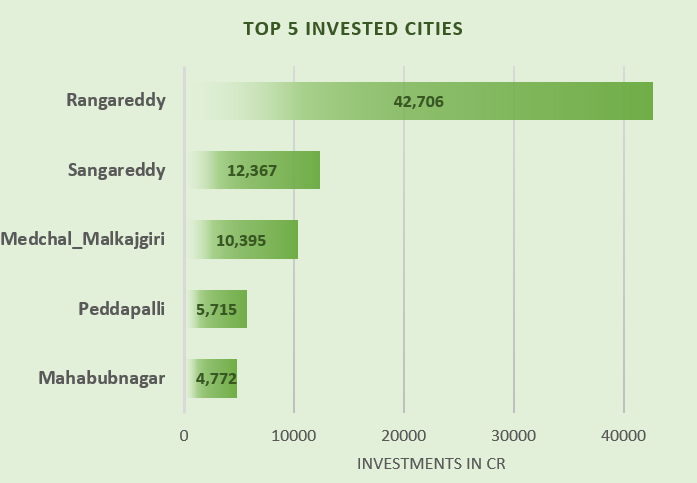 TOP 5 INVESTED CITIES
Rangareddy 42,706
Sangareddy 12,367
Medchal_Malkajgiri 10,395
Peddapalli 5,715
Mahabubnagar 4,772
0 10000 20000 30000 40000
INVESTMENTS IN CR